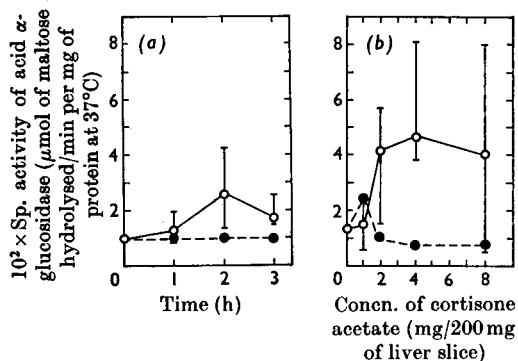 10² × Sp. activity of acid α-
glucosidase (μmol of maltose
hydrolysed/min per mg of
protein at 37°C)
(a)
8
6
4
2
0 1 2 3
Time (h)
(b)
8
6
4
2
0 2 4 6 8
Concn. of cortisone
acetate (mg/200 mg
of liver slice)